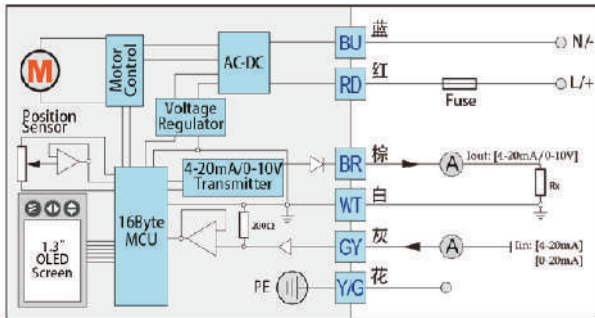 M
Motor
Control
AC-DC
Voltage
Regulator
Position
Sensor
4-20mA/0-10V
Transmitter
16Byte
MCU
1.3"
OLED
Screen
200Ω
PE
BU 蓝
N/-
RD 红
Fuse
L/+
BR 棕
A
Iout: [4-20mA/0-10V]
Rx
WT 白
GY 灰
A
Iin: [4-20mA]
[0-20mA]
Y/G 花